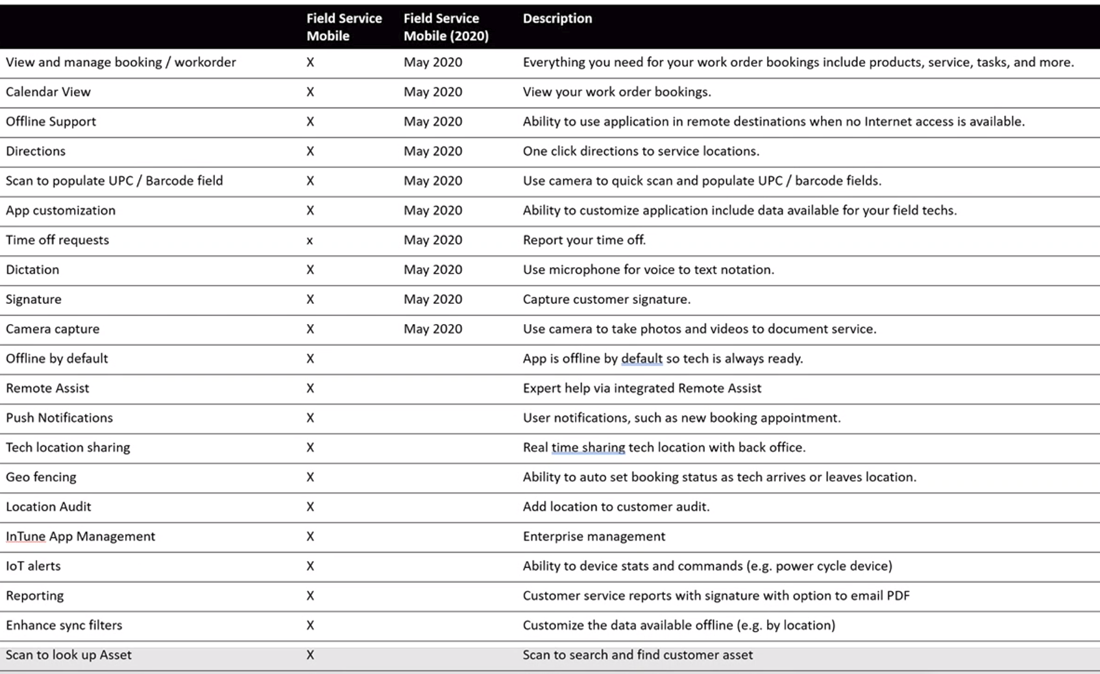 Field Service Mobile Field Service Mobile (2020) Description
View and manage booking / workorder X May 2020 Everything you need for your work order bookings include products, service, tasks, and more.
Calendar View X May 2020 View your work order bookings.
Offline Support X May 2020 Ability to use application in remote destinations when no Internet access is available.
Directions X May 2020 One click directions to service locations.
Scan to populate UPC / Barcode field X May 2020 Use camera to quick scan and populate UPC / barcode fields.
App customization X May 2020 Ability to customize application include data available for your field techs.
Time off requests x May 2020 Report your time off.
Dictation X May 2020 Use microphone for voice to text notation.
Signature X May 2020 Capture customer signature.
Camera capture X May 2020 Use camera to take photos and videos to document service.
Offline by default X App is offline by default so tech is always ready.
Remote Assist X Expert help via integrated Remote Assist
Push Notifications X User notifications, such as new booking appointment.
Tech location sharing X Real time sharing tech location with back office.
Geo fencing X Ability to auto set booking status as tech arrives or leaves location.
Location Audit X Add location to customer audit.
InTune App Management X Enterprise management
IoT alerts X Ability to device stats and commands (e.g. power cycle device)
Reporting X Customer service reports with signature with option to email PDF
Enhance sync filters X Customize the data available offline (e.g. by location)
Scan to look up Asset X Scan to search and find customer asset